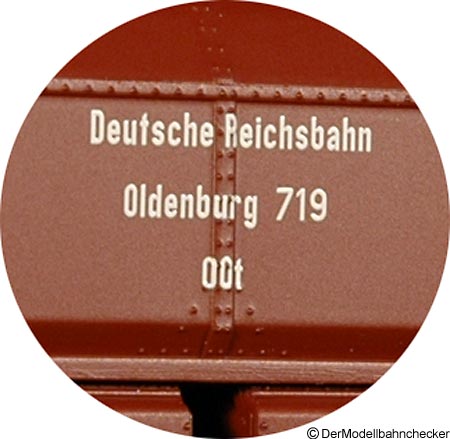 Deutsche Reichsbahn
Oldenburg 719
OOt
© DerModellbahnchecker